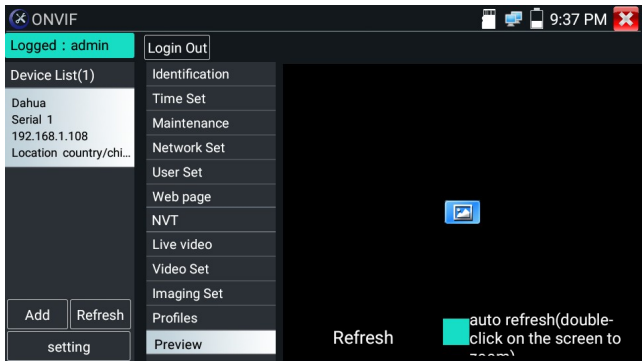 ONVIF
9:37 PM
Logged : admin
Login Out
Device List(1)
Dahua
Serial 1
192.168.1.108
Location country/chi...
Add
Refresh
setting
Identification
Time Set
Maintenance
Network Set
User Set
Web page
NVT
Live video
Video Set
Imaging Set
Profiles
Preview
Refresh
auto refresh(double-
click on the screen to
zoom)